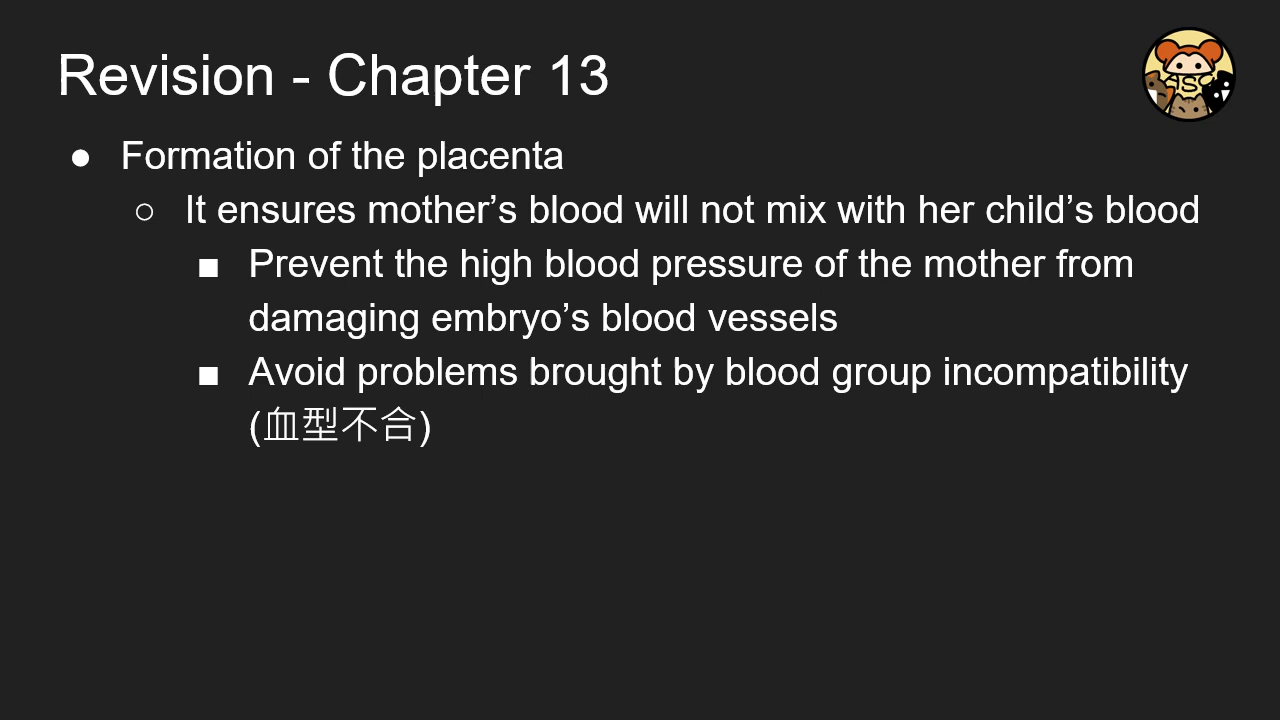 Revision - Chapter 13
● Formation of the placenta
○ It ensures mother’s blood will not mix with her child’s blood
■ Prevent the high blood pressure of the mother from
damaging embryo’s blood vessels
■ Avoid problems brought by blood group incompatibility
(血型不合)
S